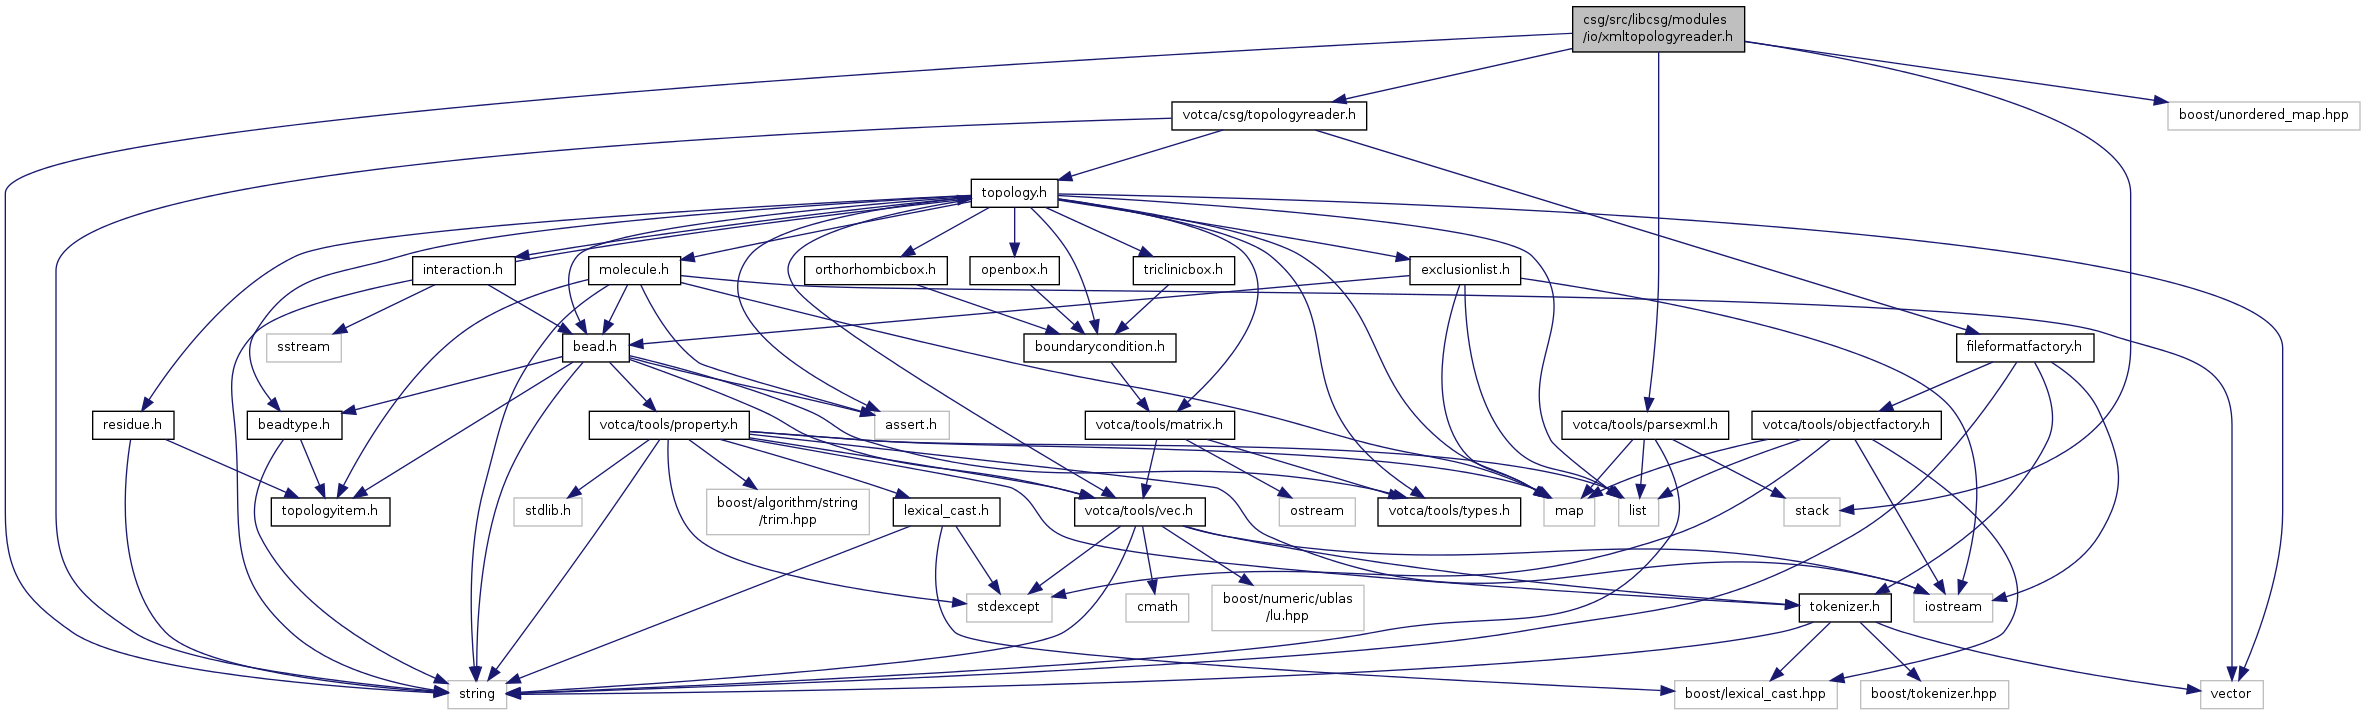 csg/src/libcsg/modules
/io/xmltopologyreader.h
votca/csg/topologyreader.h
boost/unordered_map.hpp
topology.h
interaction.h
molecule.h
orthorhombicbox.h
openbox.h
triclinicbox.h
exclusionlist.h
sstream
bead.h
boundarycondition.h
fileformatfactory.h
residue.h
beadtype.h
votca/tools/property.h
assert.h
votca/tools/matrix.h
votca/tools/parsexml.h
votca/tools/objectfactory.h
topologyitem.h
stdlib.h
boost/algorithm/string
/trim.hpp
lexical_cast.h
votca/tools/vec.h
ostream
votca/tools/types.h
map
list
stack
stdexcept
cmath
boost/numeric/ublas
/lu.hpp
tokenizer.h
iostream
string
boost/lexical_cast.hpp
boost/tokenizer.hpp
vector